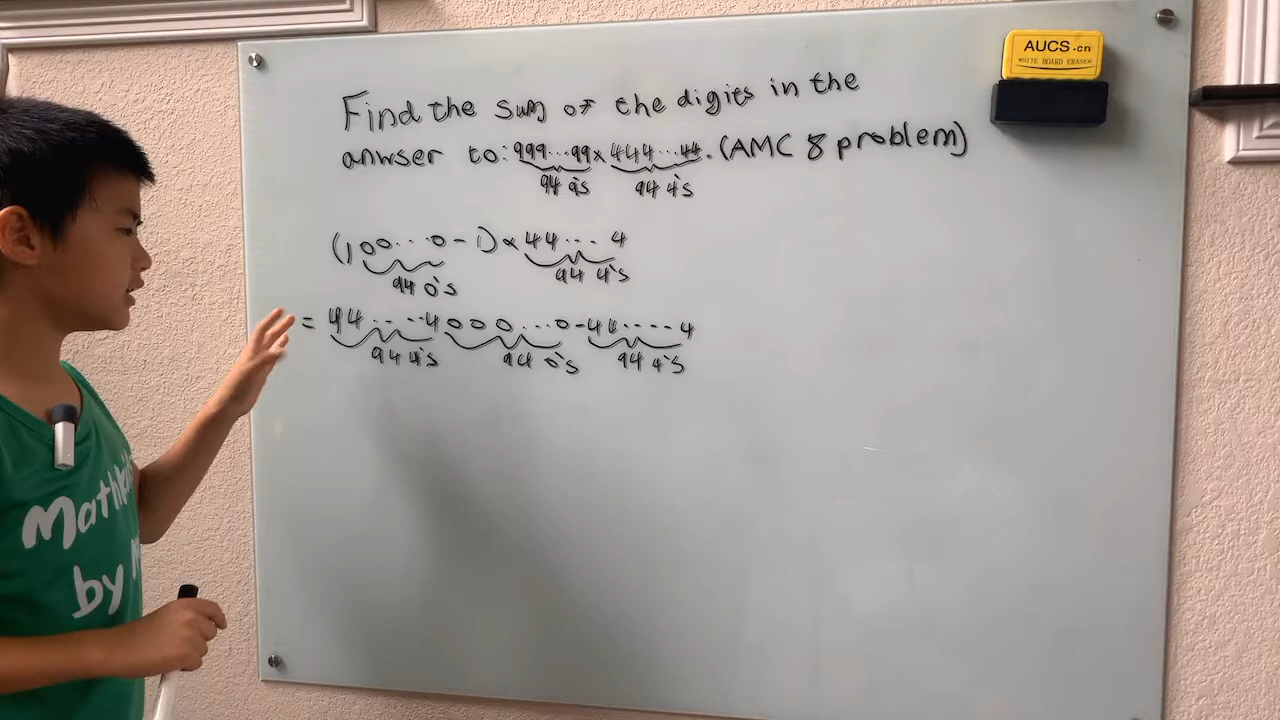 AUCS.cn
WHITE BOARD ERASER
Find the sum of the digits in the
anwser to: 999...99 x 444...44. (AMC 8 problem)
94 9's 94 4's
(100...0 - 1) x 44... 4
94 0's 94 4's
= 44....4000...0-44....4
94 4's 94 0's 94 4's
by